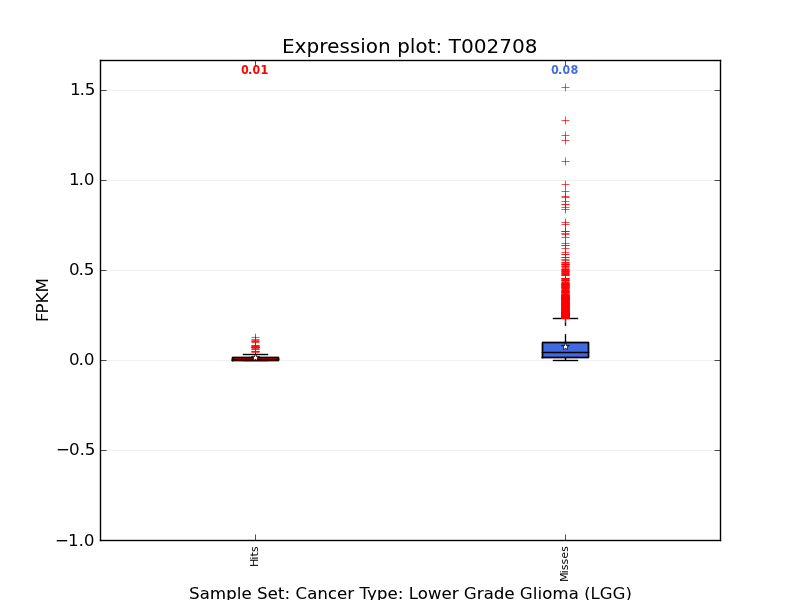 Expression plot: T002708
0.01 0.08
1.5
1.0
0.5
0.0
−0.5
−1.0
FPKM
Hits Misses
Sample Set: Cancer Type: Lower Grade Glioma (LGG)